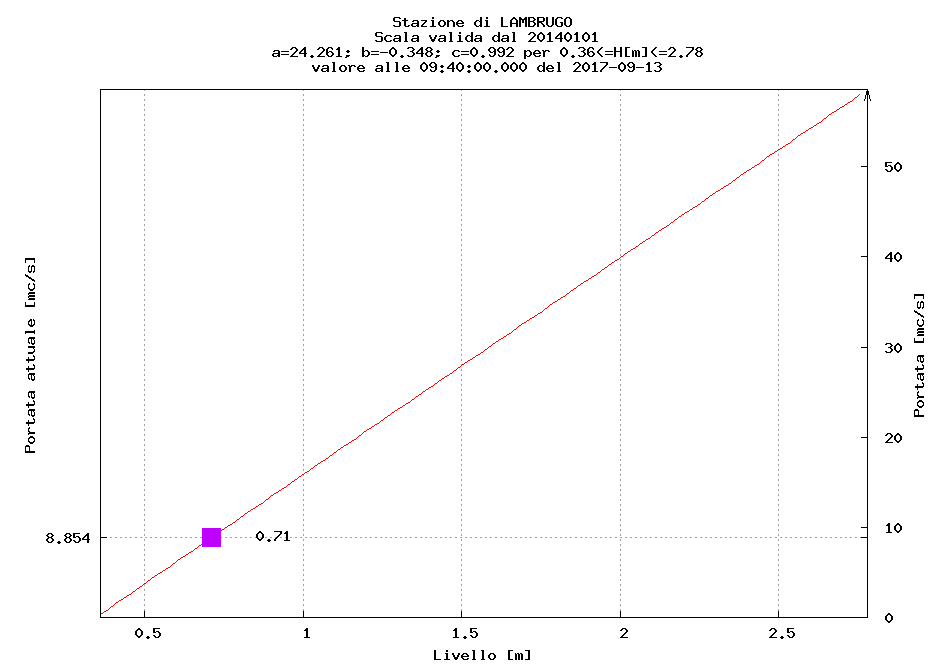 Stazione di LAMBRUGO
Scala valida dal 20140101
a=24.261; b=-0.348; c=0.992 per 0.36<=H[m]<=2.78
valore alle 09:40:00.000 del 2017-09-13
Portata attuale [mc/s]
8.854
0.71
50
40
30
20
10
0
Portata [mc/s]
0.5
1
1.5
2
2.5
Livello [m]